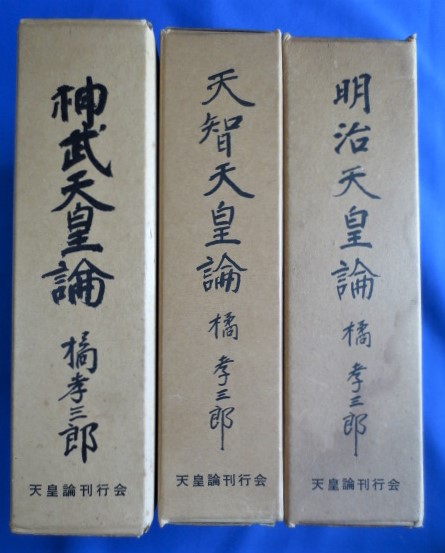 神武天皇論
橘孝三郎
天皇論刊行会
天智天皇論
橘孝三郎
天皇論刊行会
明治天皇論
橘孝三郎
天皇論刊行会